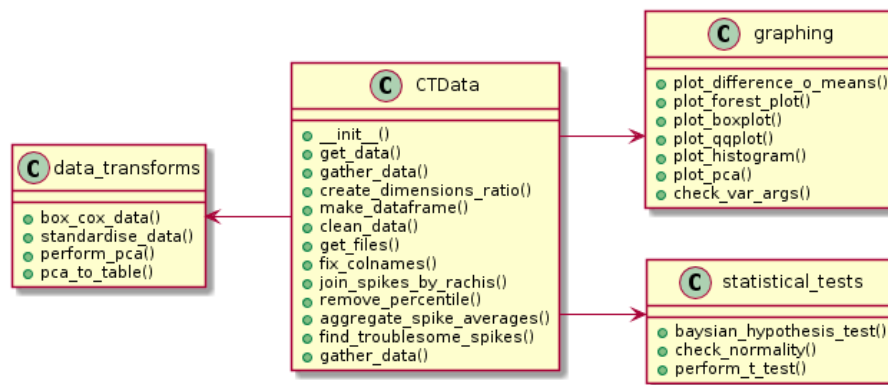 C graphing
plot_difference_o_means()
plot_forest_plot()
plot_boxplot()
plot_qqplot()
plot_histogram()
plot_pca()
check_var_args()
C CTData
__init__()
get_data()
gather_data()
create_dimensions_ratio()
make_dataframe()
clean_data()
get_files()
fix_colnames()
join_spikes_by_rachis()
remove_percentile()
aggregate_spike_averages()
find_troublesome_spikes()
gather_data()
C data_transforms
box_cox_data()
standardise_data()
perform_pca()
pca_to_table()
C statistical_tests
baysian_hypothesis_test()
check_normality()
perform_t_test()